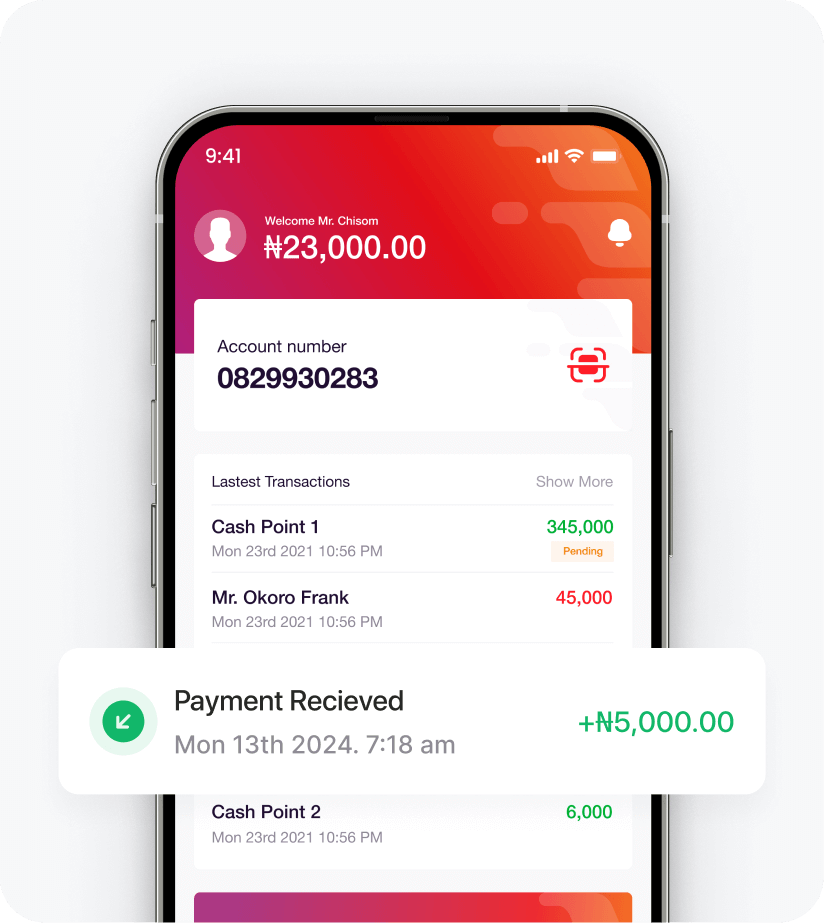 9:41
Welcome Mr. Chisom
₦23,000.00
Account number
0829930283
Lastest Transactions Show More
Cash Point 1 345,000
Mon 23rd 2021 10:56 PM Pending
Mr. Okoro Frank 45,000
Mon 23rd 2021 10:56 PM
Payment Recieved
+₦5,000.00
Mon 13th 2024. 7:18 am
Cash Point 2 6,000
Mon 23rd 2021 10:56 PM